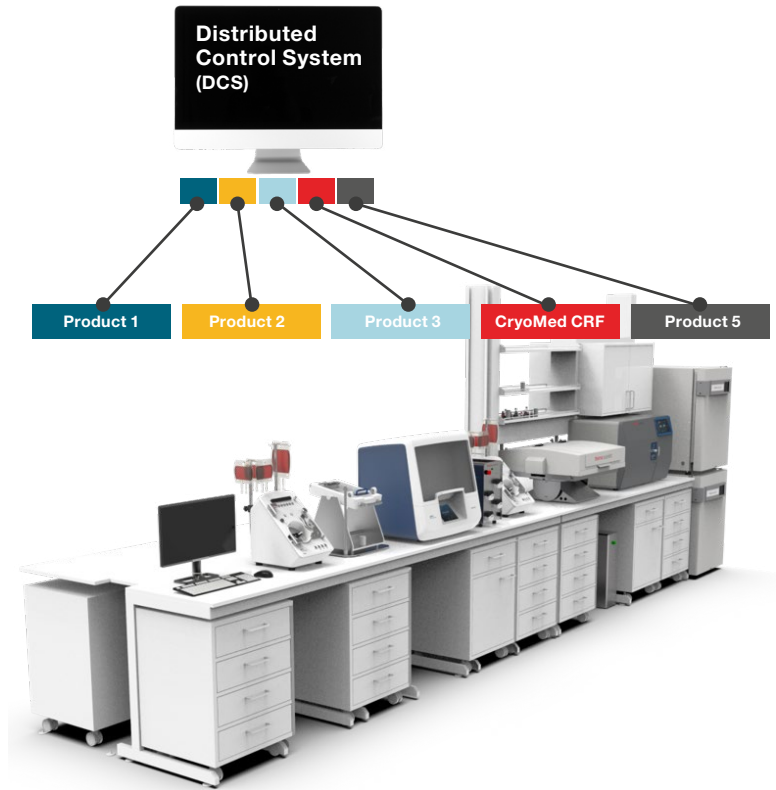 Distributed
Control System
(DCS)
Product 1
Product 2
Product 3
CryoMed CRF
Product 5